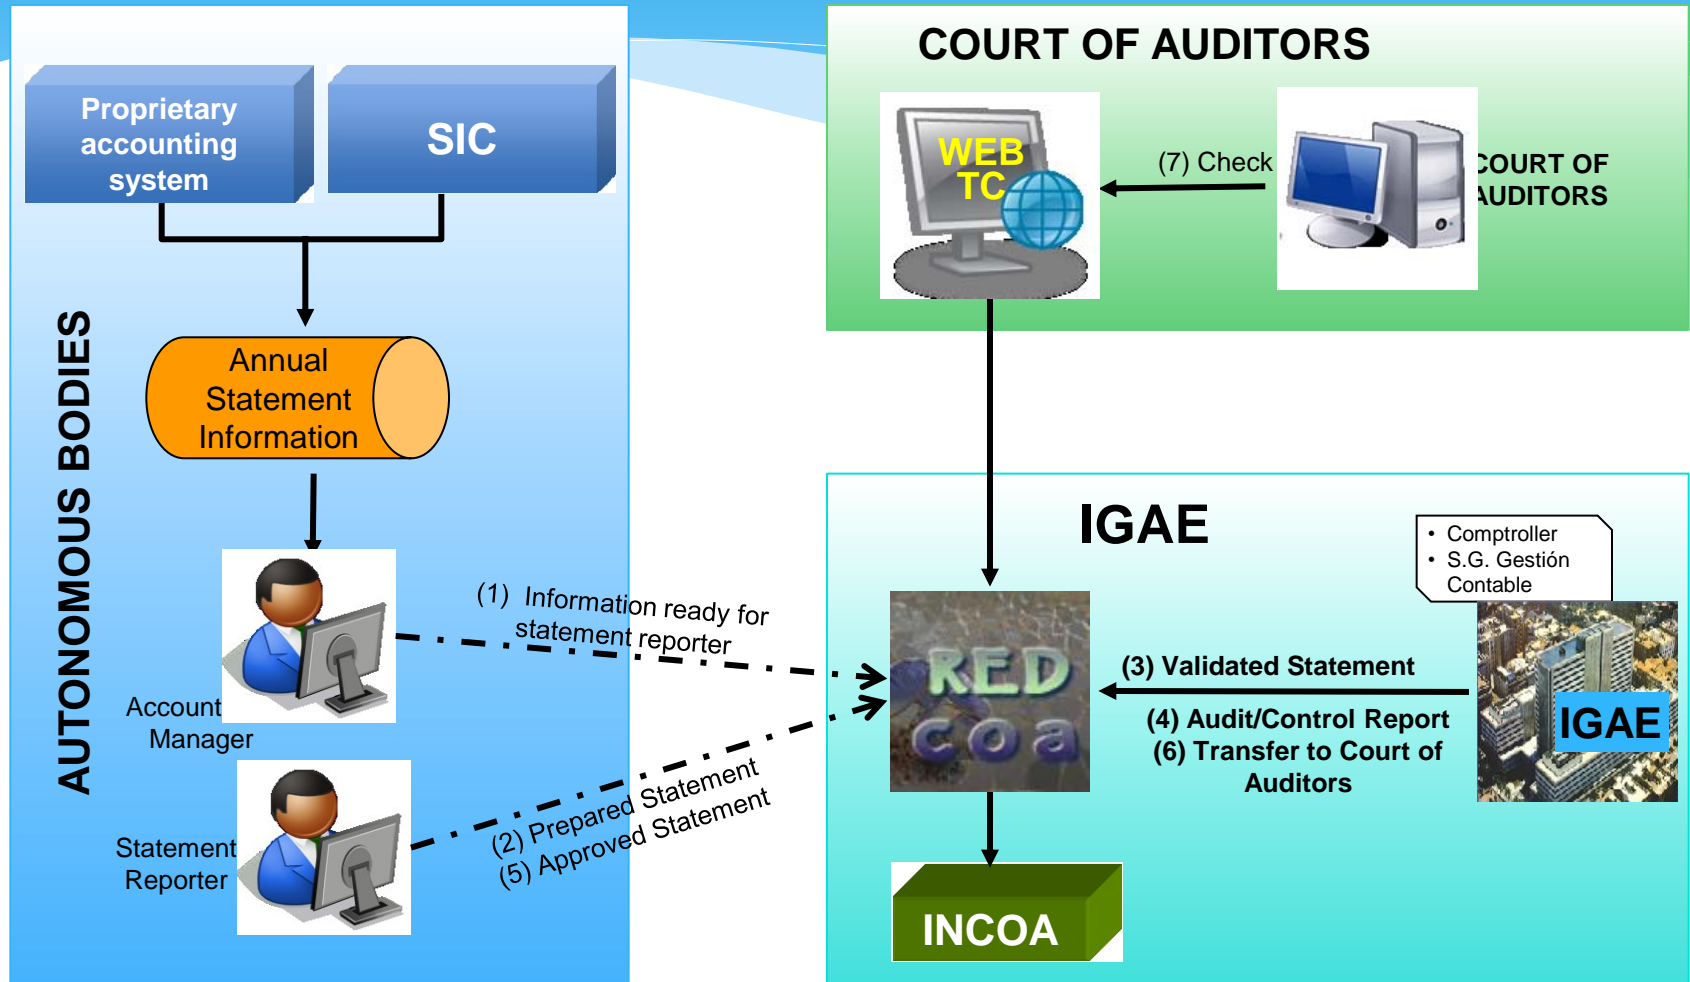 Proprietary
accounting
system
SIC
AUTONOMOUS BODIES
Annual
Statement
Information
Account
Manager
Statement
Reporter
(1) Information ready for
statement reporter
(2) Prepared Statement
(5) Approved Statement
COURT OF AUDITORS
WEB
TC
(7) Check
COURT OF
AUDITORS
IGAE
• Comptroller
• S.G. Gestión
Contable
RED
coa
(3) Validated Statement
(4) Audit/Control Report
(6) Transfer to Court of
Auditors
IGAE
INCOA